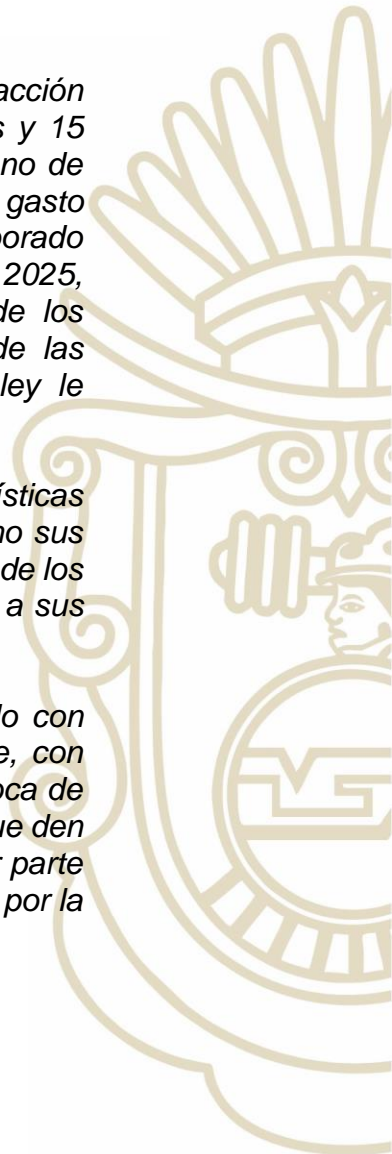 acción
s y 15
no de
gasto
porado
2025,
de los
de las
ley le
ísticas
no sus
de los
a sus
do con
e, con
oca de
ue den
r parte
por la